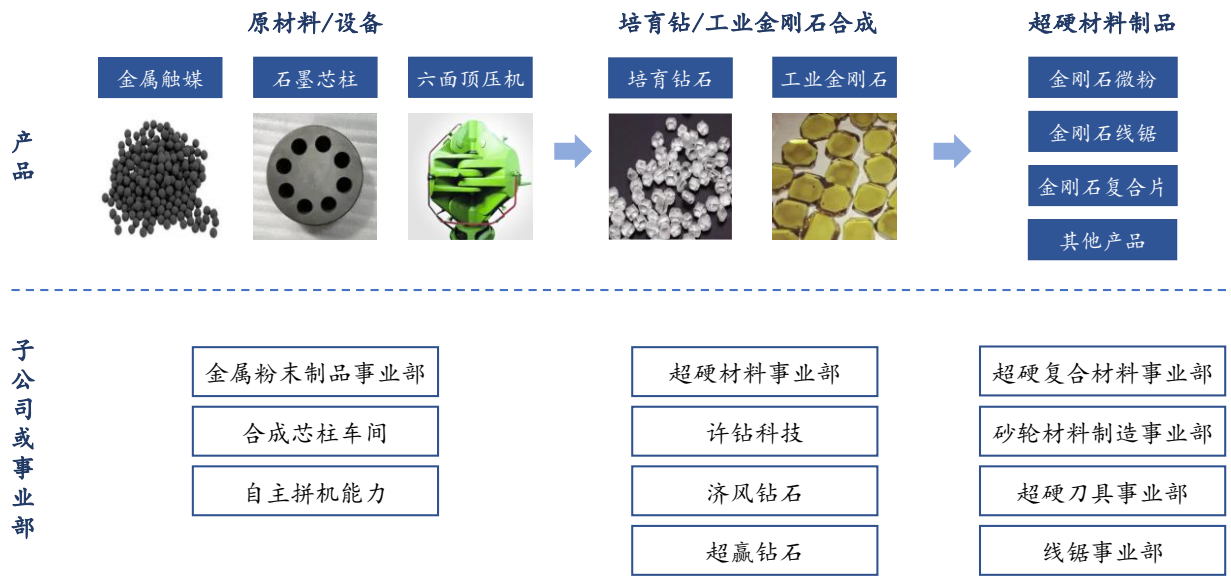 原材料/设备
培育钻/工业金刚石合成
超硬材料制品
金属触媒
石墨芯柱
六面顶压机
培育钻石
工业金刚石
金刚石微粉
金刚石线锯
金刚石复合片
其他产品
产品
子公司或事业部
金属粉末制品事业部
合成芯柱车间
自主拼机能力
超硬材料事业部
许钻科技
济风钻石
超赢钻石
超硬复合材料事业部
砂轮材料制造事业部
超硬刀具事业部
线锯事业部